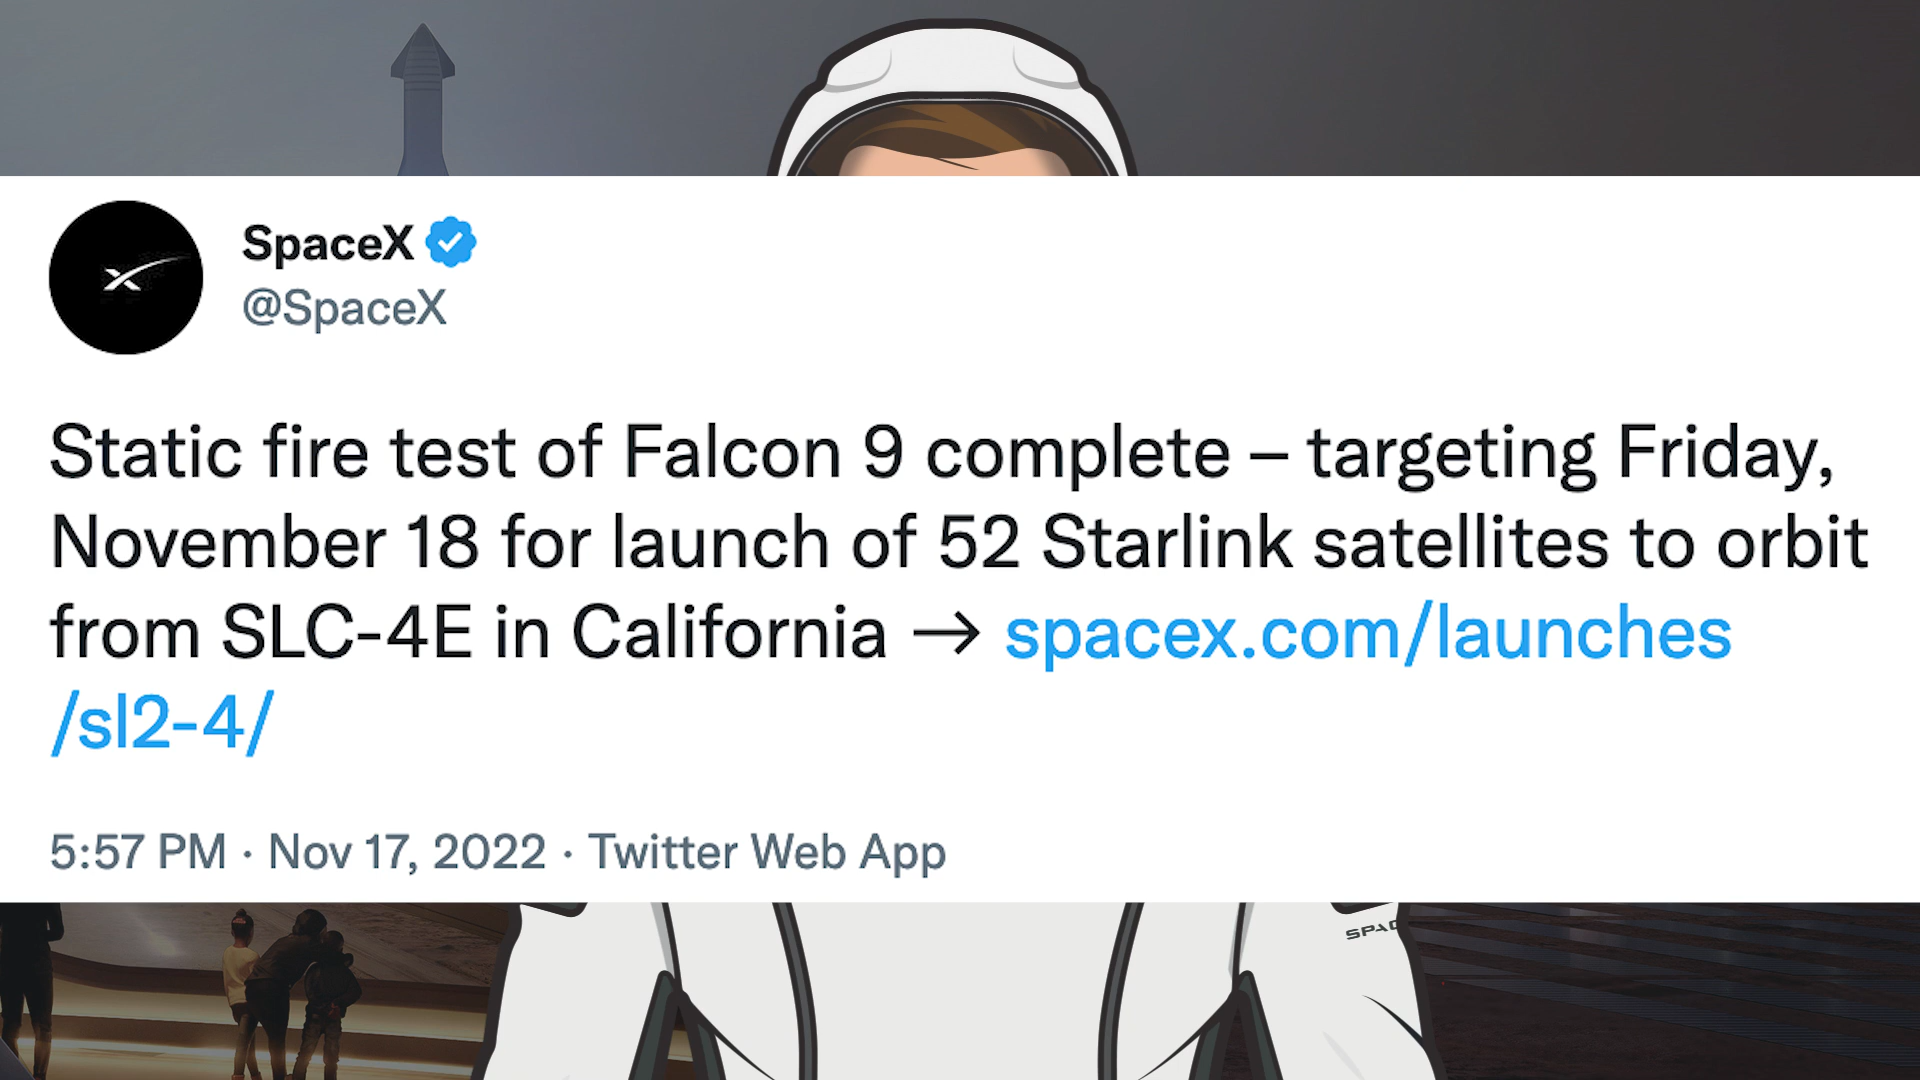 SpaceX
@SpaceX
Static fire test of Falcon 9 complete – targeting Friday,
November 18 for launch of 52 Starlink satellites to orbit
from SLC-4E in California → spacex.com/launches
/sl2-4/
5:57 PM · Nov 17, 2022 · Twitter Web App
SPAC